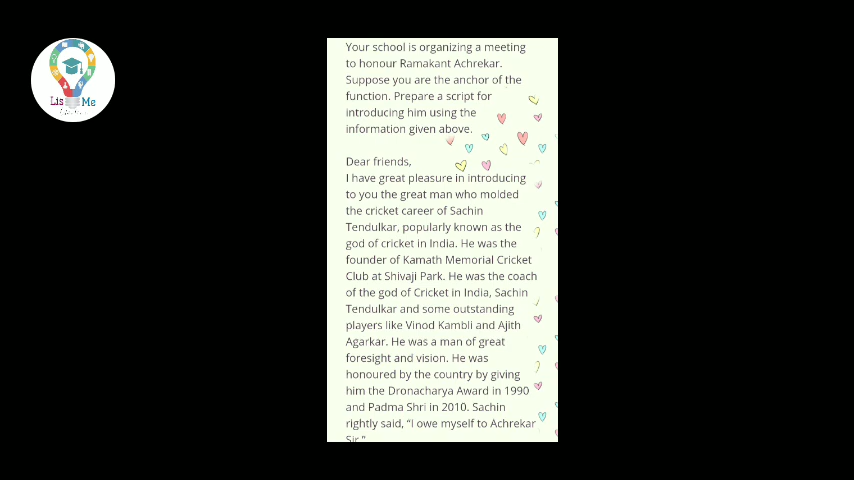 Your school is organizing a meeting
to honour Ramakant Achrekar.
Suppose you are the anchor of the
function. Prepare a script for
introducing him using the
information given above.
Dear friends,
I have great pleasure in introducing
to you the great man who molded
the cricket career of Sachin
Tendulkar, popularly known as the
god of cricket in India. He was the
founder of Kamath Memorial Cricket
Club at Shivaji Park. He was the coach
of the god of Cricket in India, Sachin
Tendulkar and some outstanding
players like Vinod Kambli and Ajith
Agarkar. He was a man of great
foresight and vision. He was
honoured by the country by giving
him the Dronacharya Award in 1990
and Padma Shri in 2010. Sachin
rightly said, “I owe myself to Achrekar
Sir.”
Lis Me